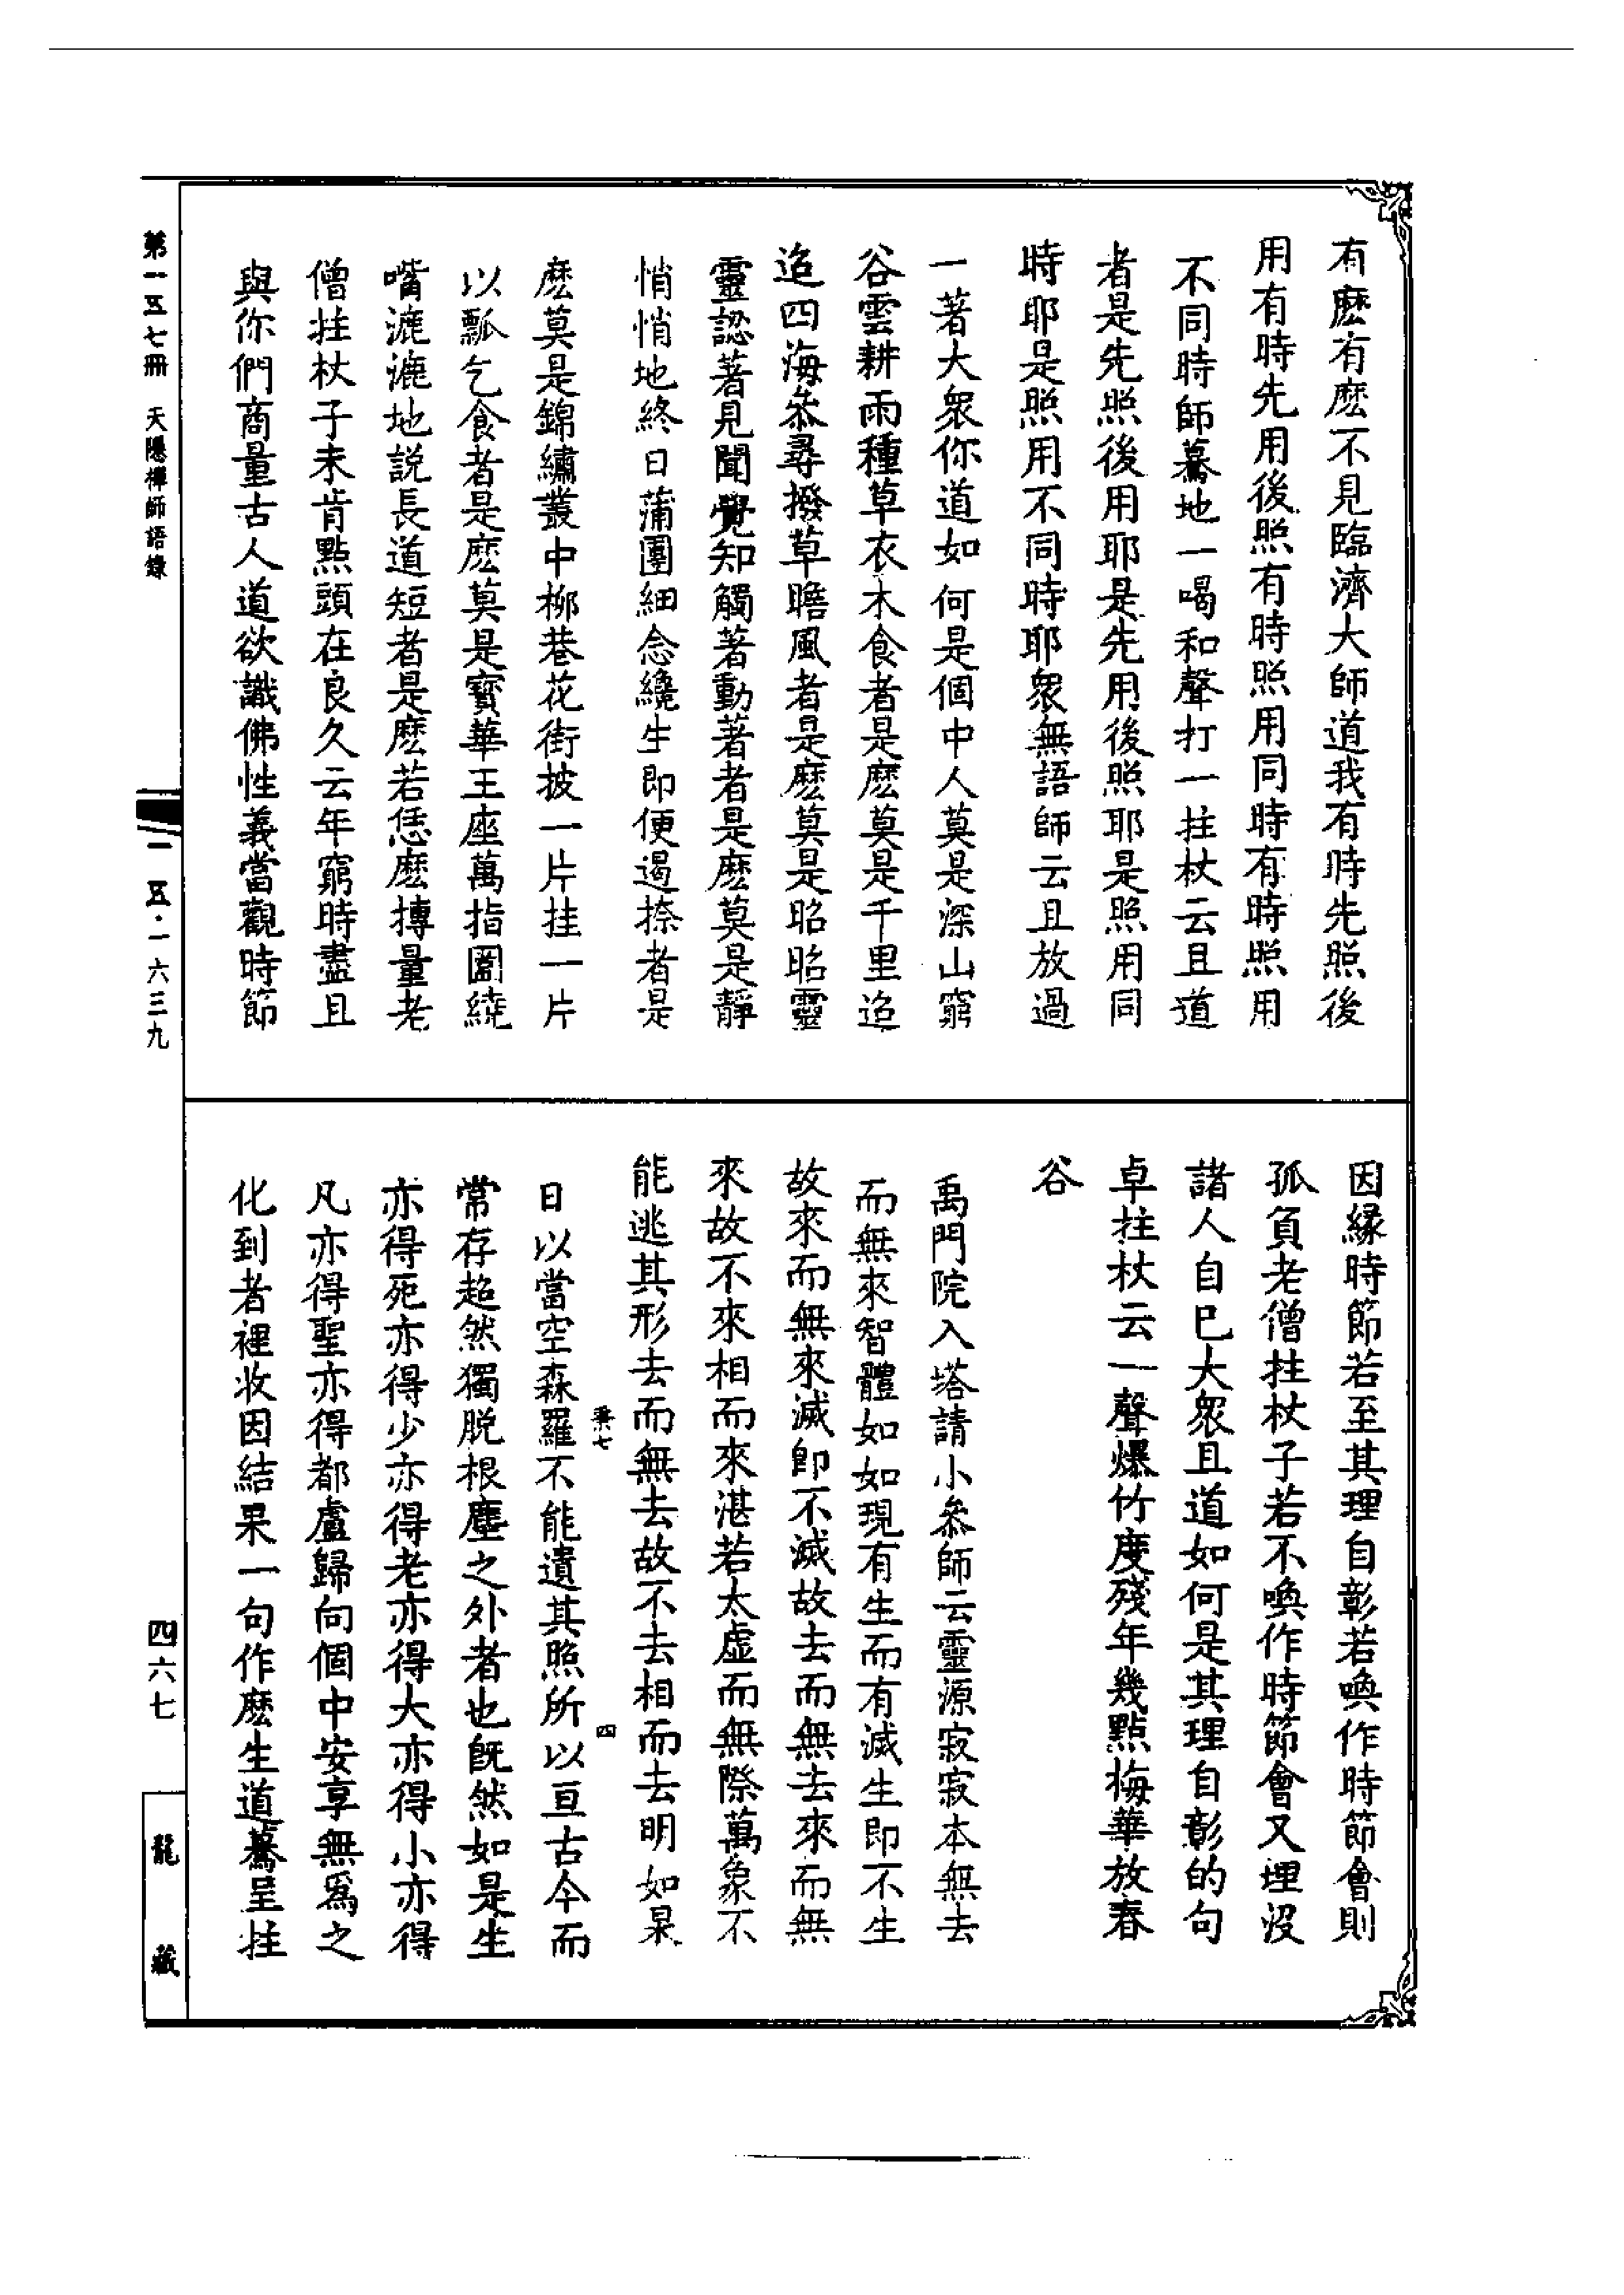 有麽有麽不見臨濟大師道我有時先照後
用有時先用後照有時照用同時有時照用
不同時師驀地一喝和聲打一拄杖云且道
者是先照後用耶是先用後照耶是照用同
時耶是照用不同時耶衆無語師云且放過
一著大衆你道如何是個中人莫是深山窮
谷雲耕雨種草衣木食者是麽莫是千里迢
迢四海叅尋撥草瞻風者是麽莫是昭昭靈
靈認著見聞覺知觸著動著者是麽莫是靜
悄悄地終日蒲團細念纔生即便遏捺者是
麽莫是錦繡叢中柳巷花街披一片挂一片
以瓢乞食者是麽莫是寳華王座萬指圍繞
嘴漉漉地説長道短者是麽若恁麽摶量老
僧拄杖子未肯點頭在良久云年窮時盡且
與你們商量古人道欲識佛性義當觀時節
因緣時節若至其理自彰若喚作時節會則
孤負老僧拄杖子若不喚作時節會又埋没
諸人自巳大衆且道如何是其理自彰的句
卓拄杖云一聲爆竹度殘年幾點梅華放春
谷
禹門院入塔請小叅師云靈源寂寂本無去
而無來智體如如現有生而有滅生即不生
故來而無來滅即不滅故去而無去來而無
來故不來相而來湛若太虚而無際萬象不
能逃其形去而無去故不去相而去明如杲
日以當空森羅不能遺其照所以亘古今而
常存超然獨脱根塵之外者也旣然如是生
亦得死亦得少亦得老亦得大亦得小亦得
凡亦得聖亦得都盧歸向個中安享無爲之
化到者裡收因結果一句作麽生道驀呈拄
秉七
四
第一五七冊　天隱禪師語錄
一五·一六三九
四六七
龍藏